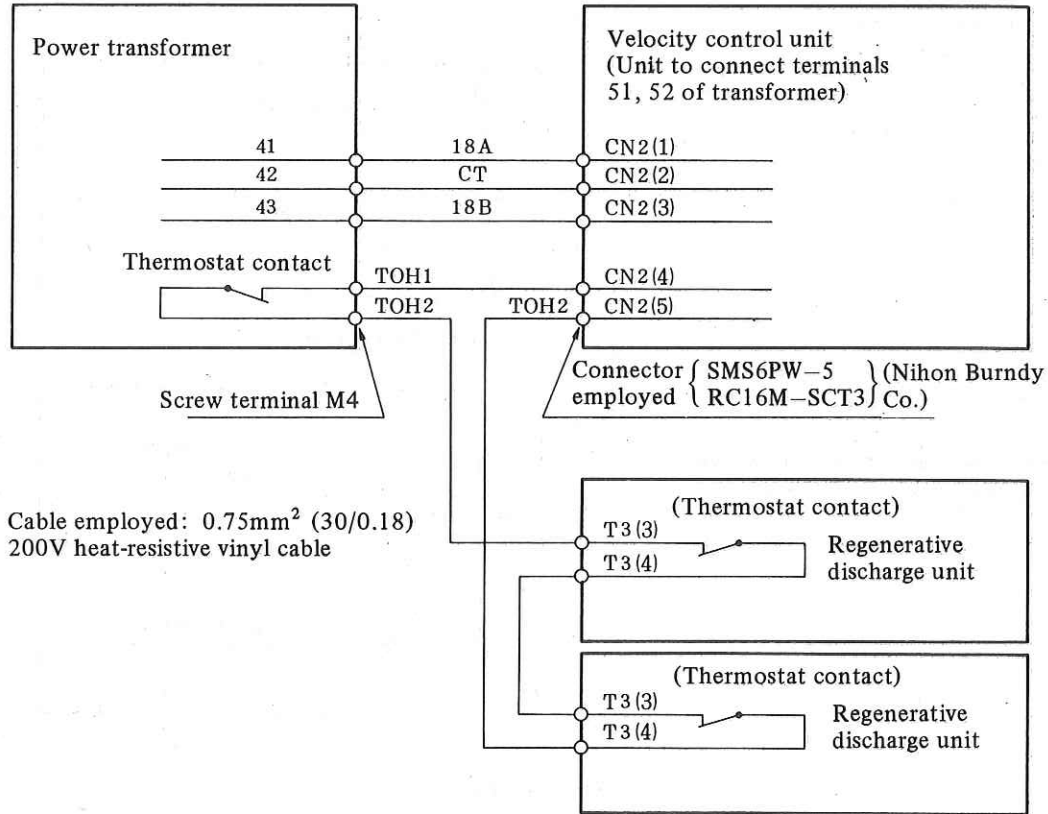 Power transformer
Velocity control unit
(Unit to connect terminals
51, 52 of transformer)
41 18A CN2(1)
42 CT CN2(2)
43 18B CN2(3)
Thermostat contact
TOH1 CN2(4)
TOH2 TOH2 CN2(5)
Screw terminal M4
Connector { SMS6PW–5 } (Nihon Burndy
employed { RC16M–SCT3 } Co.)
Cable employed: 0.75mm² (30/0.18)
200V heat-resistive vinyl cable
(Thermostat contact)
T3(3) Regenerative
T3(4) discharge unit
(Thermostat contact)
T3(3) Regenerative
T3(4) discharge unit